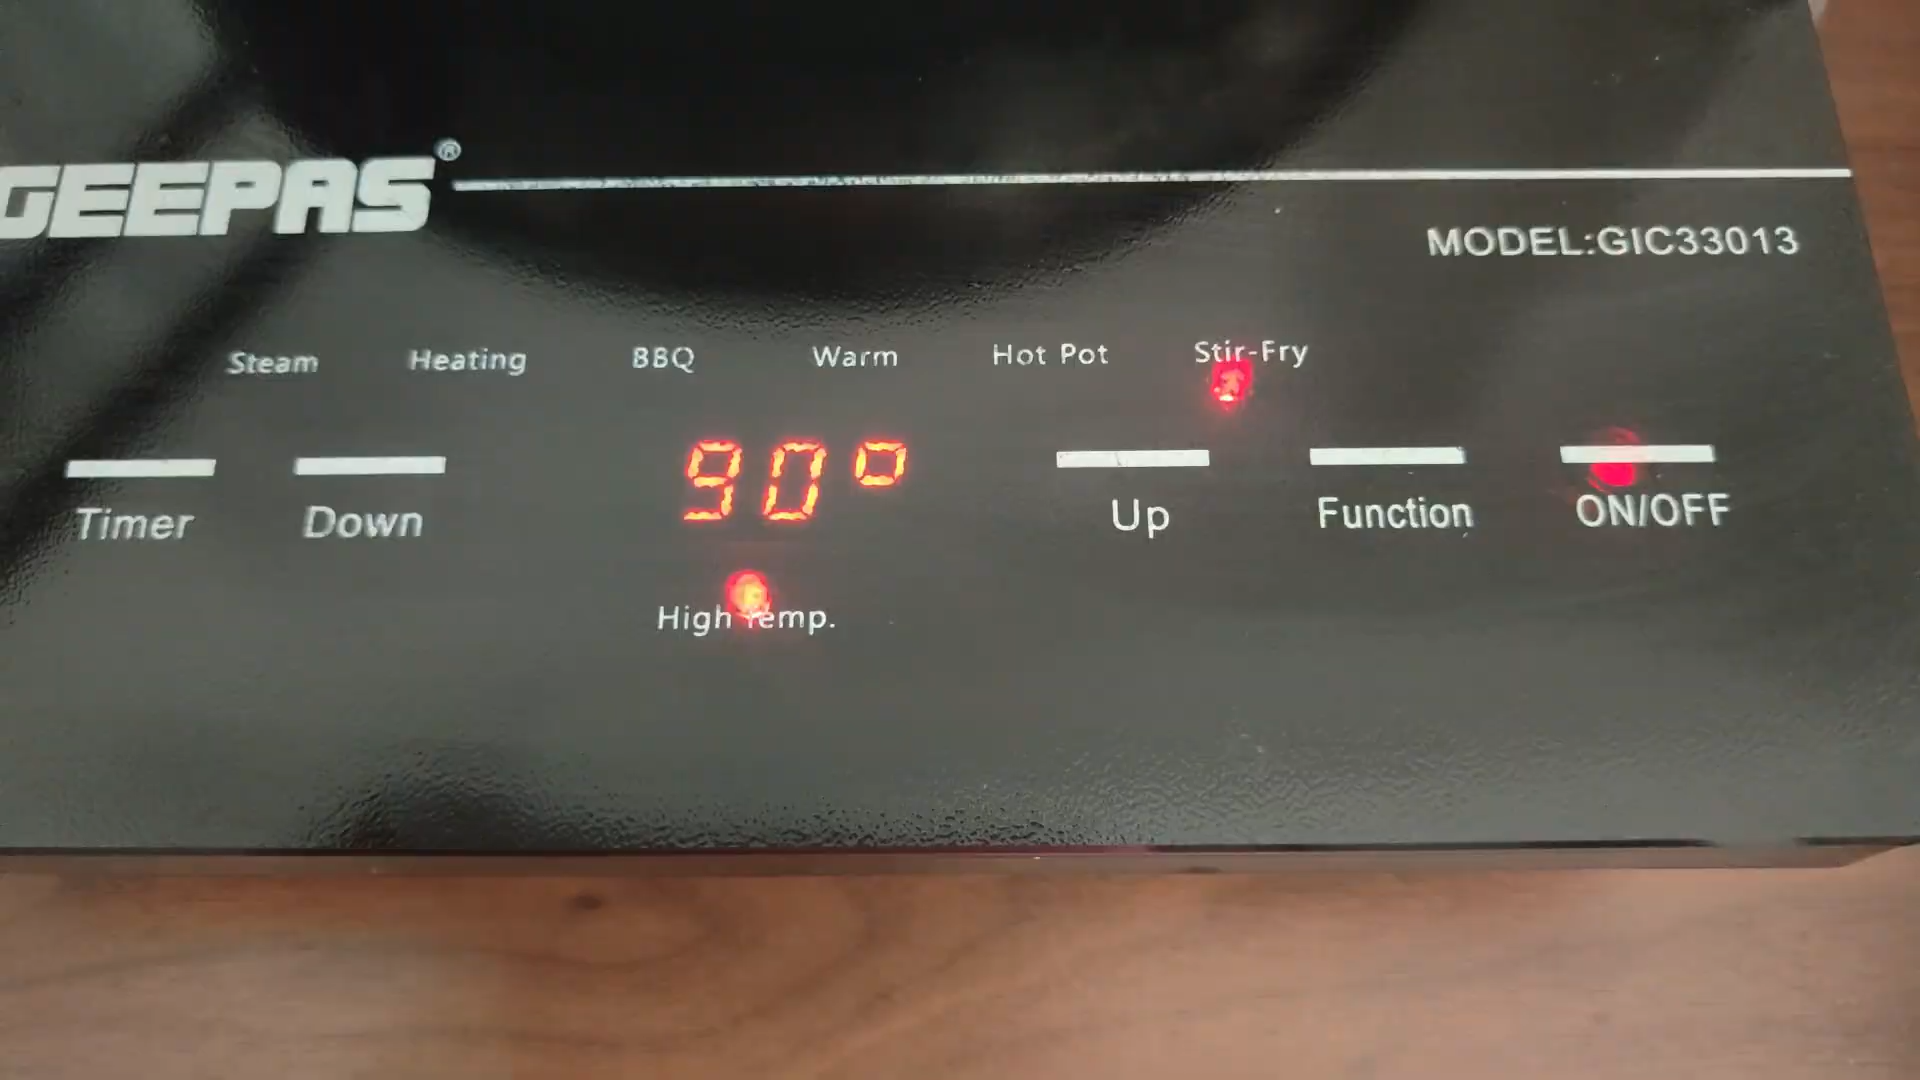 GEEPAS®
MODEL:GIC33013
Steam Heating BBQ Warm Hot Pot Stir-Fry
90°
Timer Down Up Function ON/OFF
High Temp.